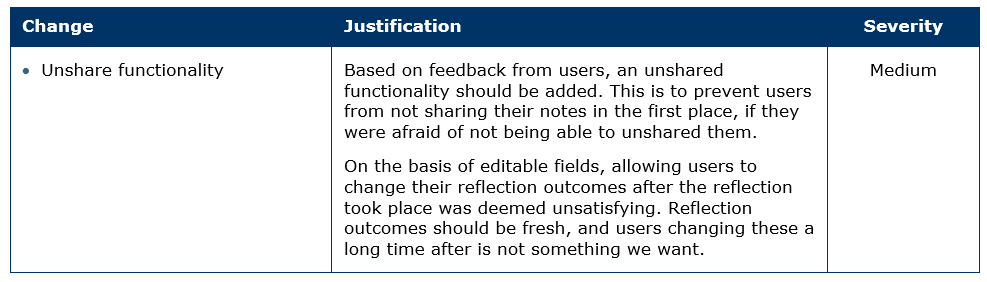 Change Justification Severity
• Unshare functionality
Based on feedback from users, an unshared
functionality should be added. This is to prevent users
from not sharing their notes in the first place, if they
were afraid of not being able to unshared them.
On the basis of editable fields, allowing users to
change their reflection outcomes after the reflection
took place was deemed unsatisfying. Reflection
outcomes should be fresh, and users changing these a
long time after is not something we want.
Medium